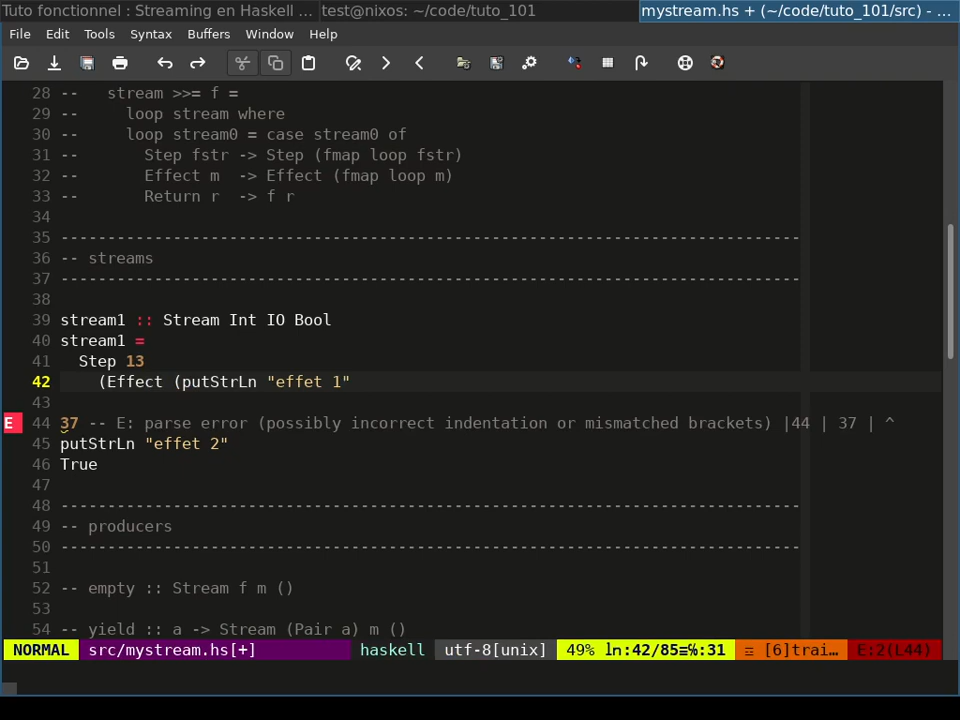 Tuto fonctionnel : Streaming en Haskell ... test@nixos: ~/code/tuto_101 mystream.hs + (~/code/tuto_101/src) - ...
File Edit Tools Syntax Buffers Window Help
28 --   stream >>= f =
29 --     loop stream where
30 --     loop stream0 = case stream0 of
31 --       Step fstr -> Step (fmap loop fstr)
32 --       Effect m  -> Effect (fmap loop m)
33 --       Return r  -> f r
34
35 -------------------------------------------------------------------------------
36 -- streams
37 -------------------------------------------------------------------------------
38
39 stream1 :: Stream Int IO Bool
40 stream1 =
41   Step 13
42     (Effect (putStrLn "effet 1"
43
E 44 37 -- E: parse error (possibly incorrect indentation or mismatched brackets) |44 | 37 | ^
45 putStrLn "effet 2"
46 True
47
48 -------------------------------------------------------------------------------
49 -- producers
50 -------------------------------------------------------------------------------
51
52 -- empty :: Stream f m ()
53
54 -- yield :: a -> Stream (Pair a) m ()
NORMAL src/mystream.hs[+] haskell utf-8[unix] 49% ln:42/85≡℅:31 ☲ [6]trai… E:2(L44)